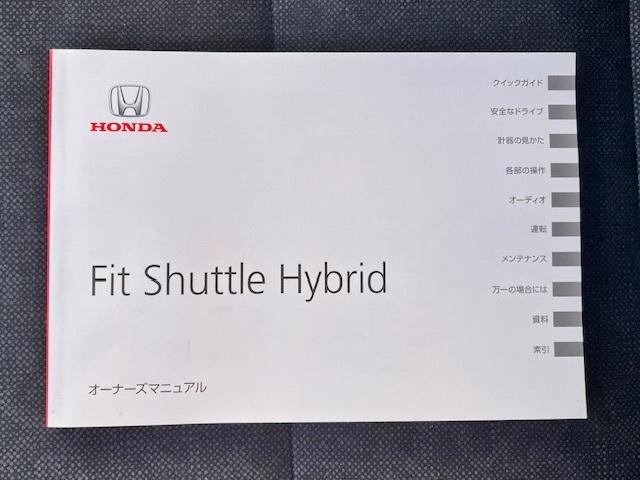 HONDA
Fit Shuttle Hybrid
オーナーズマニュアル
クイックガイド
安全なドライブ
計器の見かた
各部の操作
オーディオ
運転
メンテナンス
万一の場合には
資料
索引